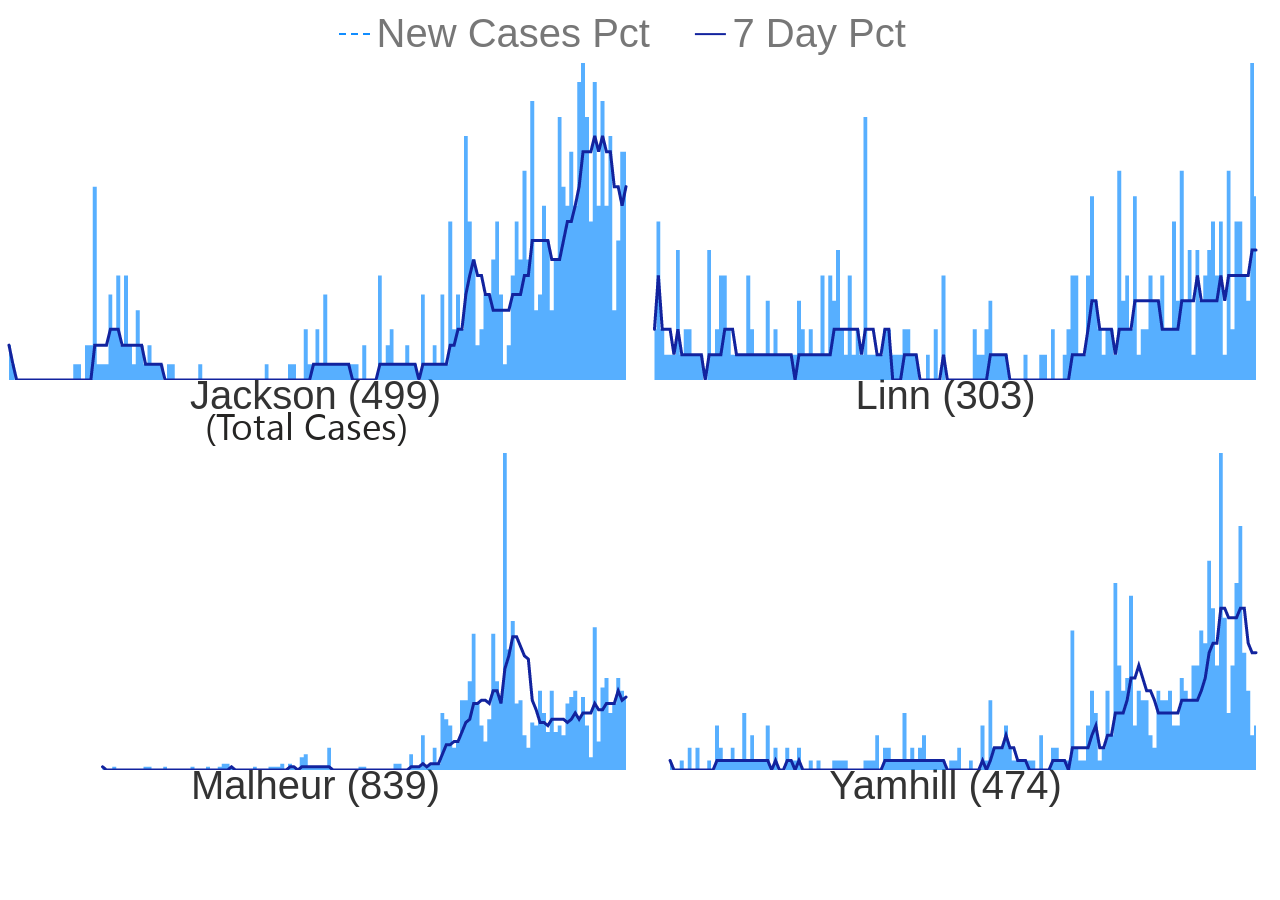 New Cases Pct 7 Day Pct
Jackson (499)
(Total Cases)
Linn (303)
Malheur (839)
Yamhill (474)